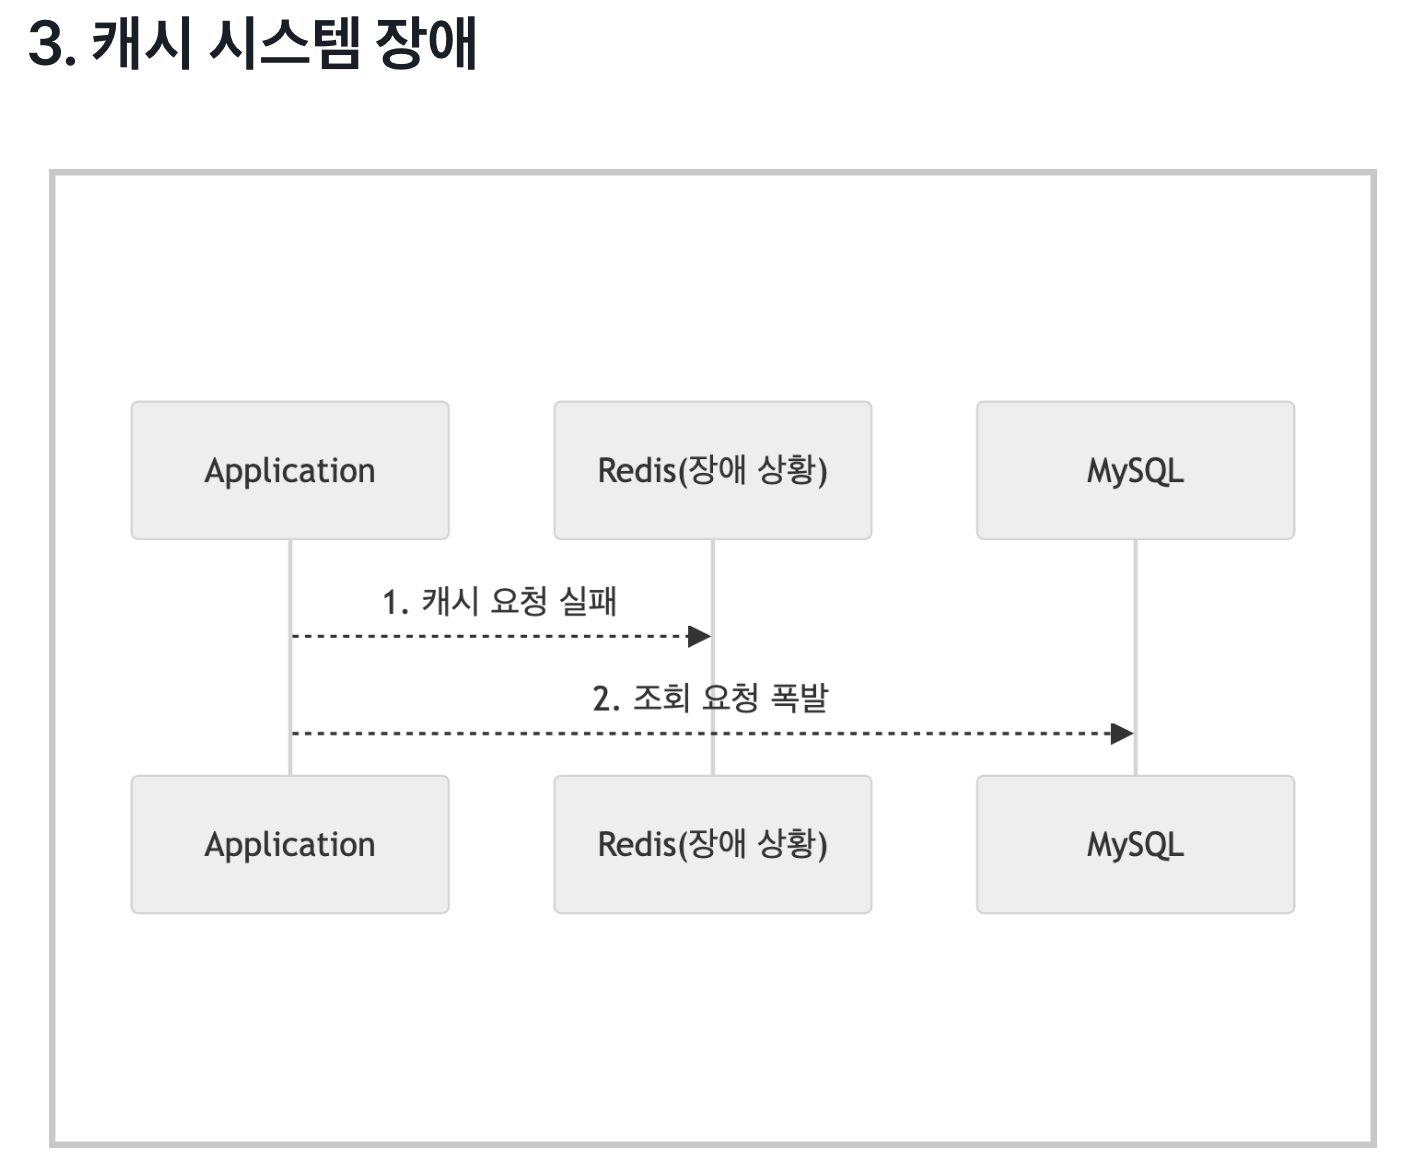 3. 캐시 시스템 장애
Application
Redis(장애 상황)
MySQL
1. 캐시 요청 실패
2. 조회 요청 폭발
Application
Redis(장애 상황)
MySQL